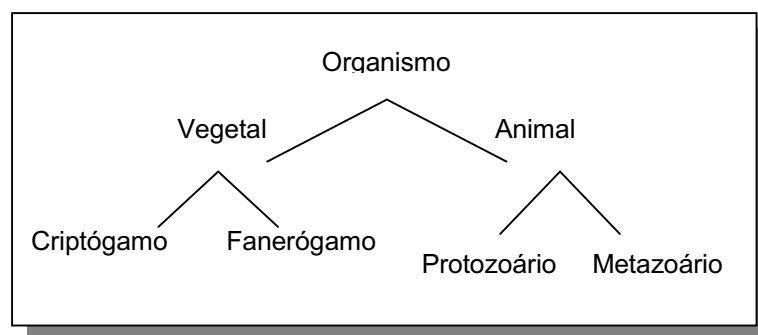 Organismo
Vegetal Animal
Criptógamo Fanerógamo
Protozoário Metazoário